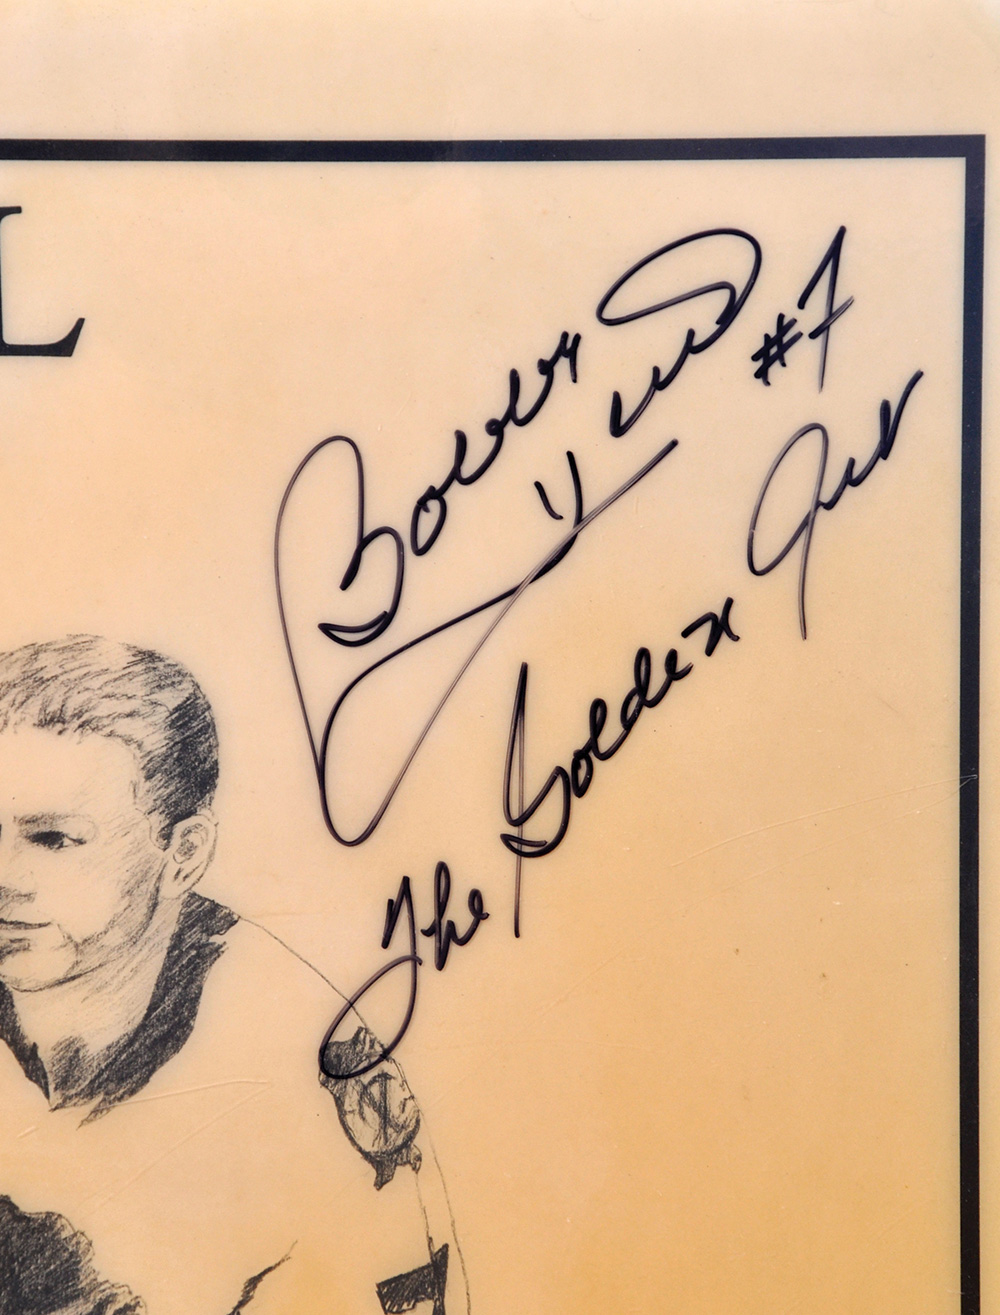 L
Bobby Hull #7
The Golden Jet